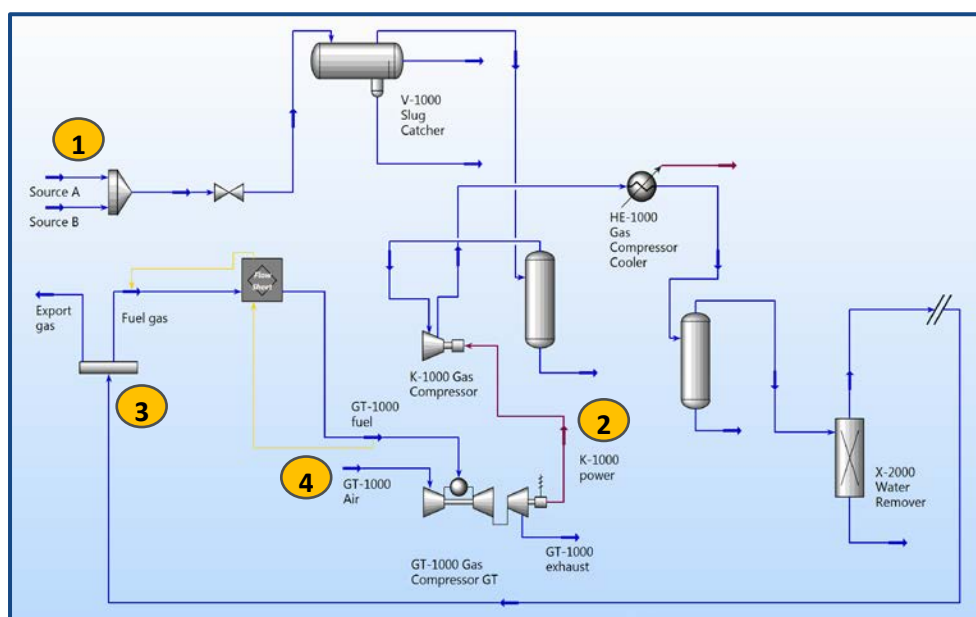 V-1000
Slug
Catcher
1
Source A
Source B
HE-1000
Gas
Compressor
Cooler
Flow
Short
Export
gas
Fuel gas
K-1000 Gas
Compressor
3
GT-1000
fuel
2
K-1000
power
4
GT-1000
Air
X-2000
Water
Remover
GT-1000
exhaust
GT-1000 Gas
Compressor GT